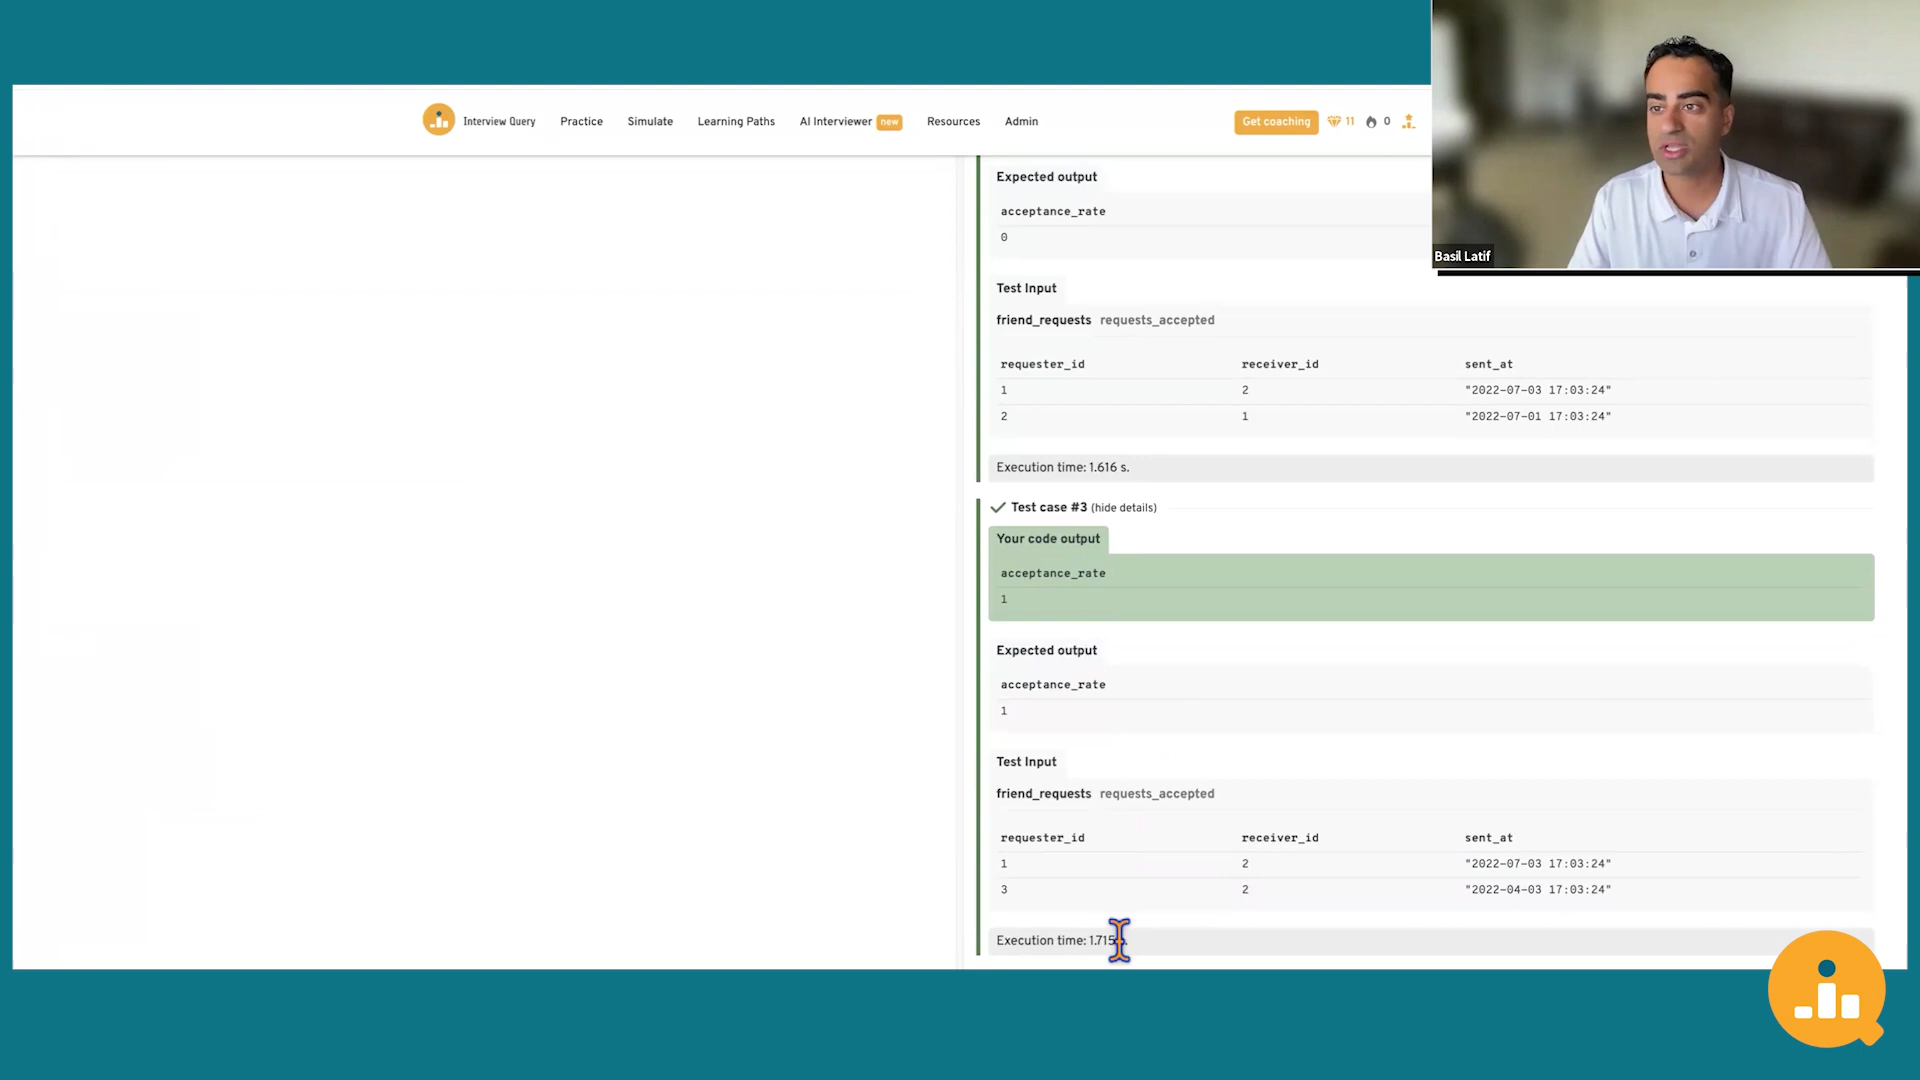 Interview Query Practice Simulate Learning Paths AI Interviewer new Resources Admin Get coaching 11 0
Basil Latif
Expected output
acceptance_rate
0
Test Input
friend_requests requests_accepted
requester_id receiver_id sent_at
1 2 "2022-07-03 17:03:24"
2 1 "2022-07-01 17:03:24"
Execution time: 1.616 s.
Test case #3 (hide details)
Your code output
acceptance_rate
1
Expected output
acceptance_rate
1
Test Input
friend_requests requests_accepted
requester_id receiver_id sent_at
1 2 "2022-07-03 17:03:24"
3 2 "2022-04-03 17:03:24"
Execution time: 1.715